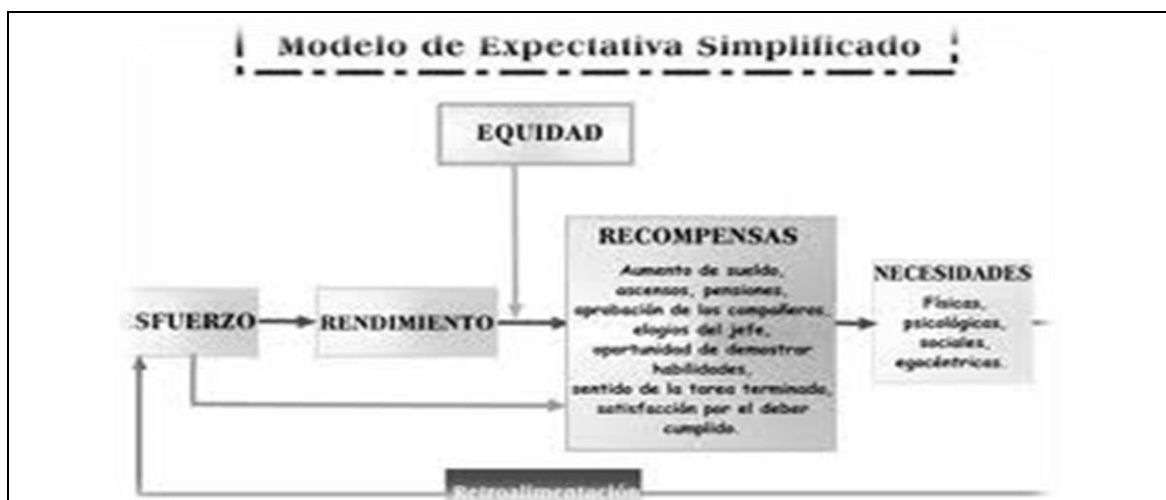 Modelo de Expectativa Simplificado
EQUIDAD
ESFUERZO
RENDIMIENTO
RECOMPENSAS
Aumento de sueldo,
ascensos, pensiones,
aprobación de los compañeros,
elogios del jefe,
oportunidad de demostrar
habilidades,
sentido de la tarea terminada,
satisfacción por el deber
cumplido.
NECESIDADES
Físicas,
psicológicas,
sociales,
egocéntricas.
Retroalimentación